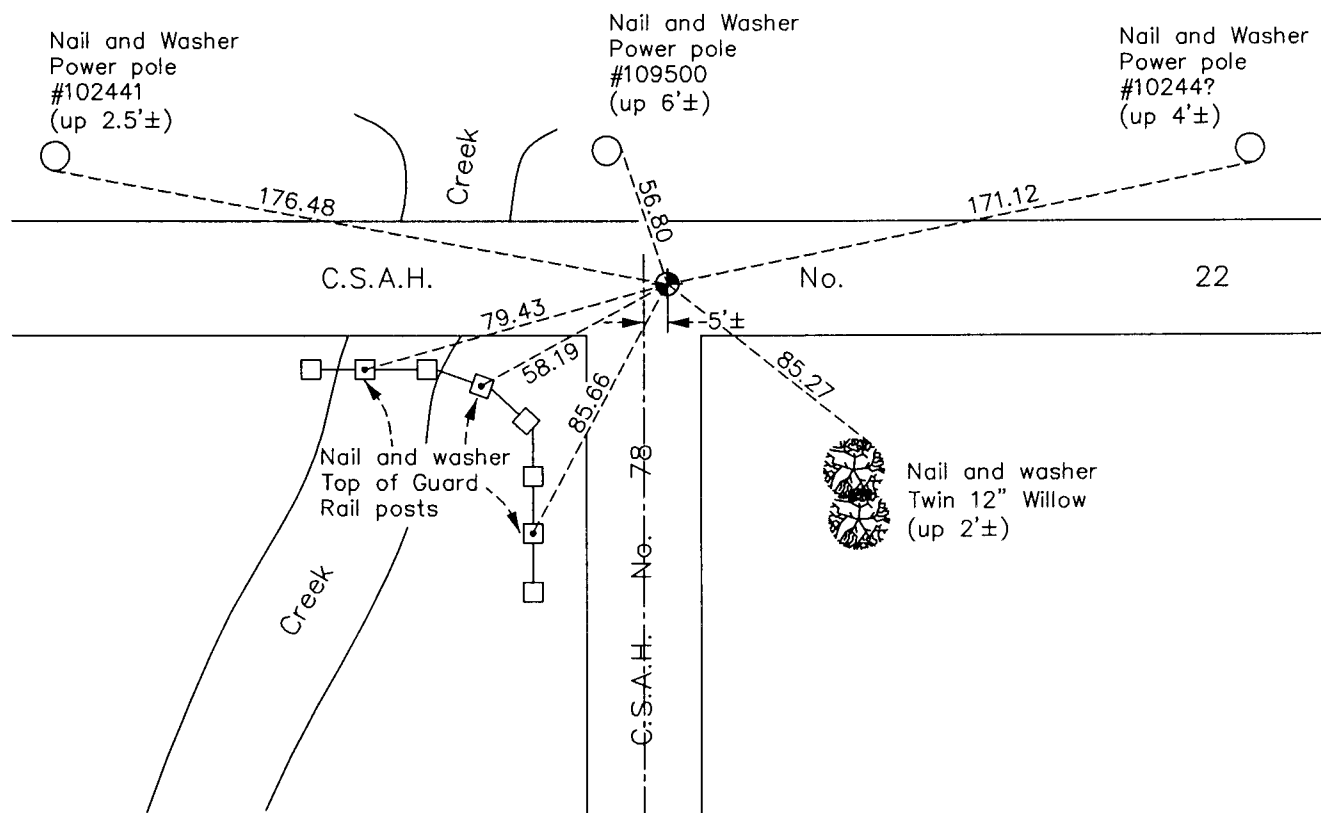 Nail and Washer
Power pole
#102441
(up 2.5'±)
Nail and Washer
Power pole
#109500
(up 6'±)
Nail and Washer
Power pole
#10244?
(up 4'±)
Creek
176.48
56.80
171.12
C.S.A.H. No. 22
79.43
58.19
85.66
5'±
85.27
Nail and washer
Top of Guard
Rail posts
Nail and washer
Twin 12" Willow
(up 2'±)
Creek
C.S.A.H. No. 78